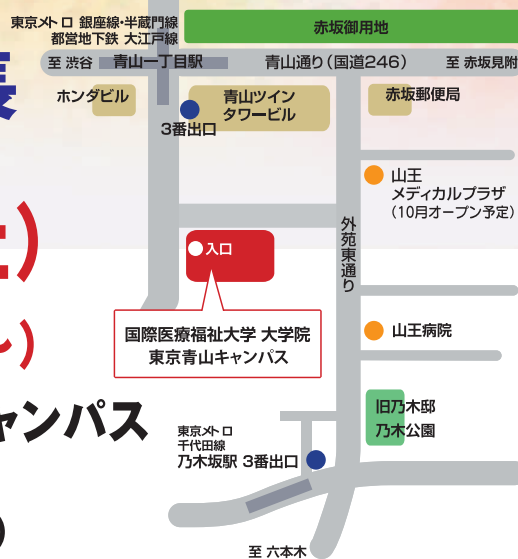 東京メトロ 銀座線・半蔵門線
都営地下鉄 大江戸線
赤坂御用地
至 渋谷
青山一丁目駅
青山通り（国道246）
至 赤坂見附
ホンダビル
3番出口
青山ツイン
タワービル
赤坂郵便局
山王
メディカルプラザ
（10月オープン予定）
入口
外苑東通り
国際医療福祉大学 大学院
東京青山キャンパス
山王病院
旧乃木邸
乃木公園
東京メトロ
千代田線
乃木坂駅 3番出口
至 六本木
）
）
ャンパス
）